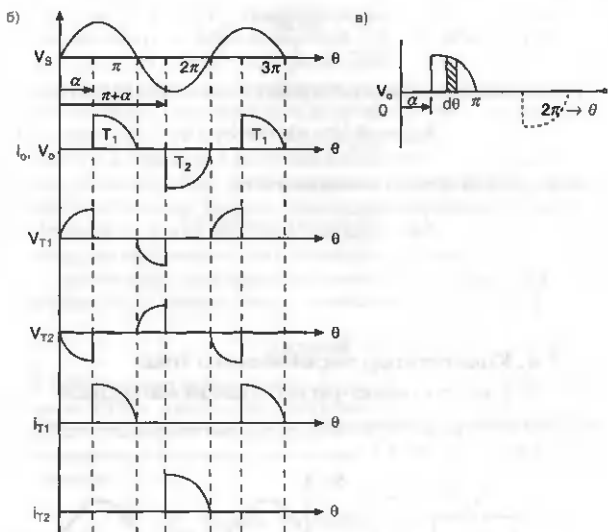 б)
V_S
θ
α
π
2π
3π
π+α
i_o, V_o
T_1
T_2
T_1
θ
V_T1
θ
V_T2
θ
i_T1
θ
i_T2
θ
в)
V_o
0
α
dθ
π
2π → θ